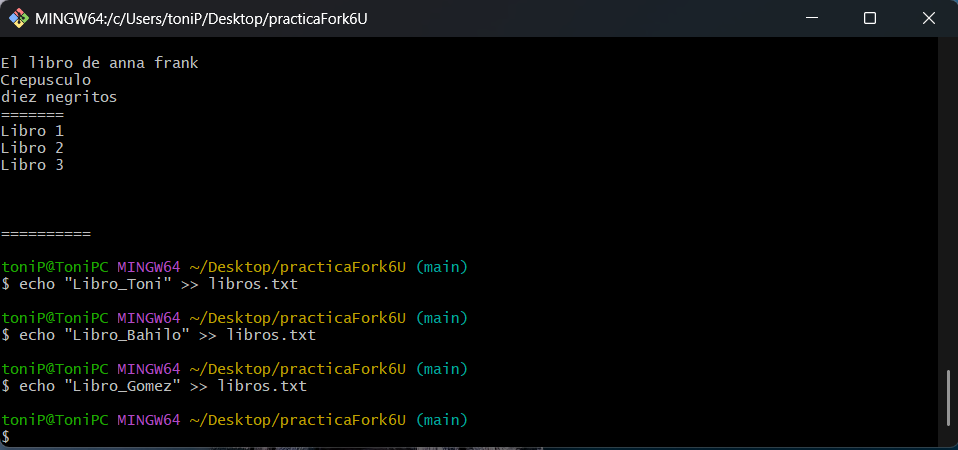 MINGW64:/c/Users/toniP/Desktop/practicaFork6U
El libro de anna frank
Crepusculo
diez negritos
=======
Libro 1
Libro 2
Libro 3
==========
toniP@ToniPC MINGW64 ~/Desktop/practicaFork6U (main)
$ echo "Libro_Toni" >> libros.txt
toniP@ToniPC MINGW64 ~/Desktop/practicaFork6U (main)
$ echo "Libro_Bahilo" >> libros.txt
toniP@ToniPC MINGW64 ~/Desktop/practicaFork6U (main)
$ echo "Libro_Gomez" >> libros.txt
toniP@ToniPC MINGW64 ~/Desktop/practicaFork6U (main)
$